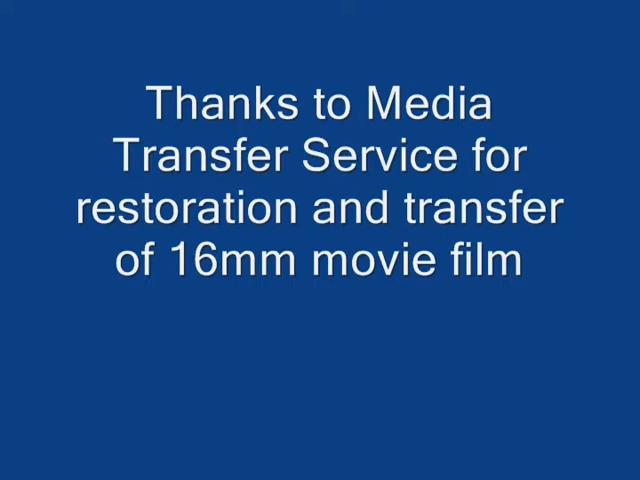 Thanks to Media
Transfer Service for
restoration and transfer
of 16mm movie film